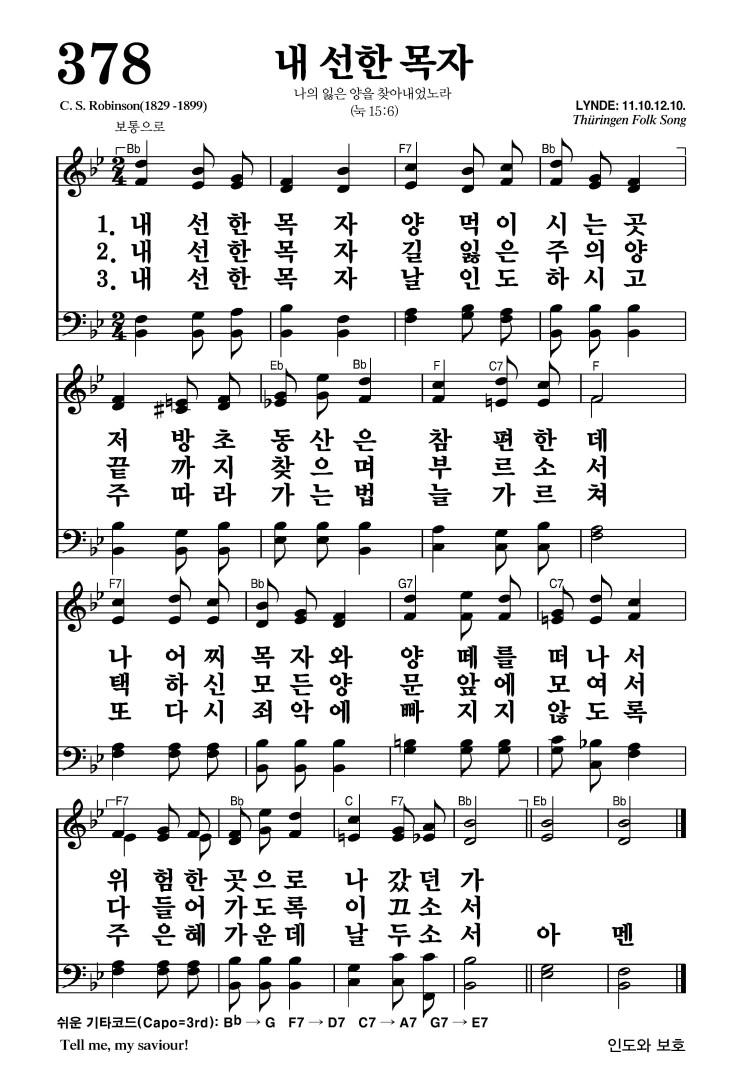 378
내 선한 목자
나의 잃은 양을 찾아내었노라
C. S. Robinson(1829 -1899)
(눅 15:6)
LYNDE: 11.10.12.10.
Thüringen Folk Song
보통으로
Bb F7 Bb
2 4
1. 내 선 한 목 자 양 먹 이 시 는 곳
2. 내 선 한 목 자 길 잃 은 주 의 양
3. 내 선 한 목 자 날 인 도 하 시 고
2 4
Eb Bb F C7 F
저 방 초 동 산 은 참 편 한 데
끝 까 지 찾 으 며 부 르 소 서
주 따 라 가 는 법 늘 가 르 쳐
F7 Bb G7 C7
나 어 찌 목 자 와 양 떼 를 떠 나 서
택 하 신 모 든 양 문 앞 에 모 여 서
또 다 시 죄 악 에 빠 지 지 않 도 록
F7 Bb C F7 Bb Eb Bb
위 험 한 곳 으 로 나 갔 던 가
다 들 어 가 도 록 이 끄 소 서
주 은 혜 가 운 데 날 두 소 서 아 멘
쉬운 기타코드(Capo=3rd): Bb → G F7 → D7 C7 → A7 G7 → E7
Tell me, my saviour!
인도와 보호